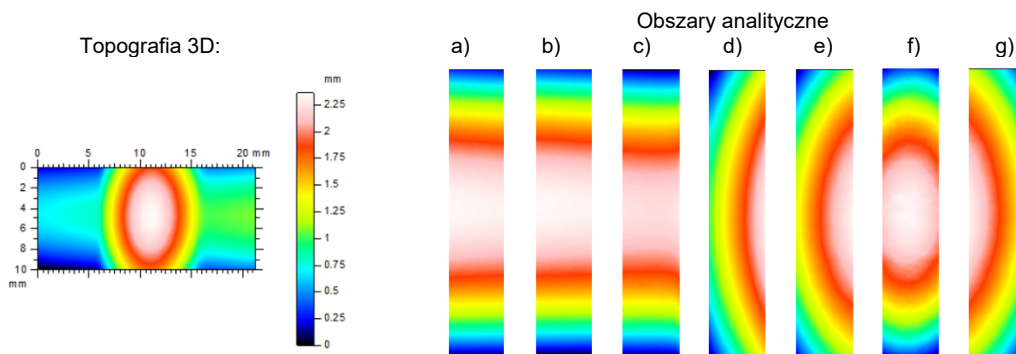 Obszary analityczne
Topografia 3D:
a) b) c) d) e) f) g)
mm
0 5 10 15 20 mm
0
2
4
6
8
10
mm
2.25
2
1.75
1.5
1.25
1
0.75
0.5
0.25
0